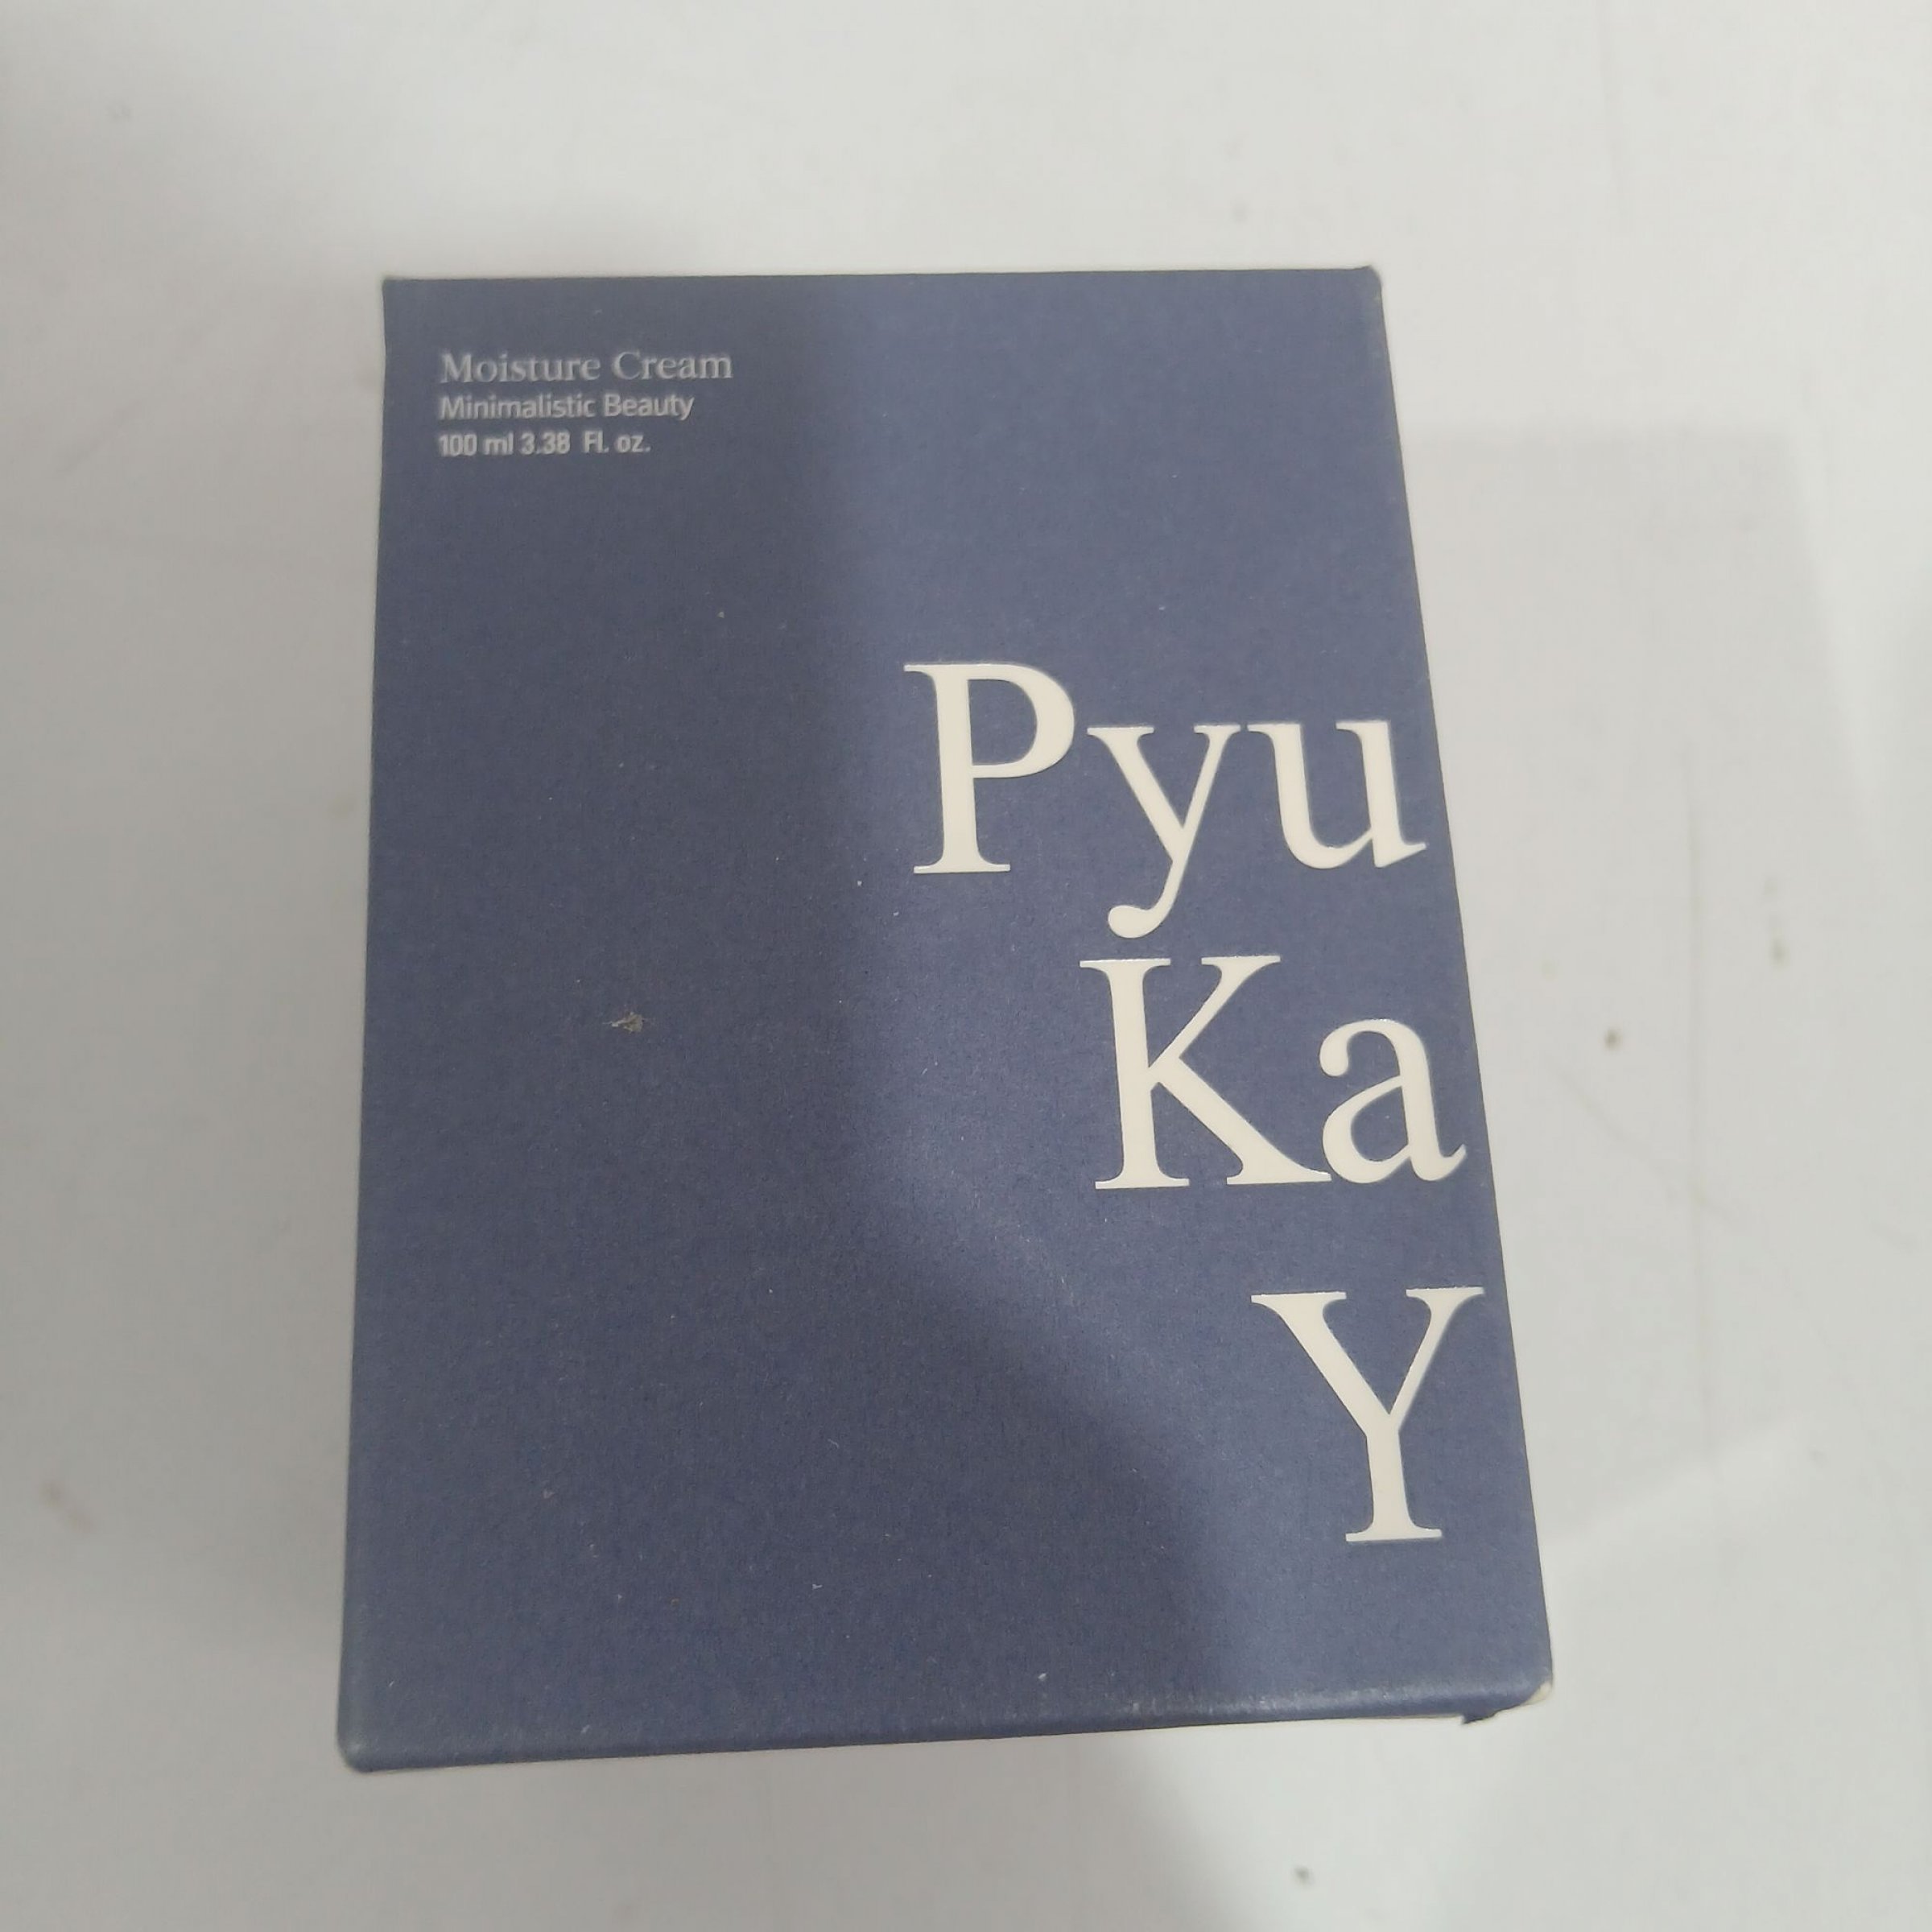 Moisture Cream
Minimalistic Beauty
100 ml 3.38 Fl. oz.
Pyu
Ka
Y